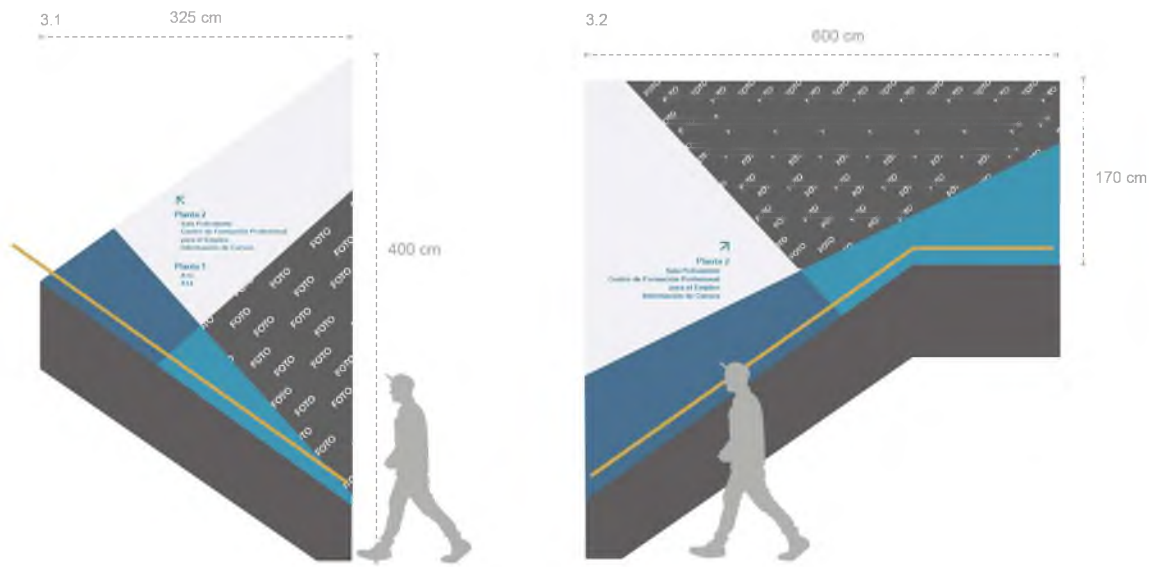 3.1
325 cm
Planta 2
Sala Polivalente
Centro de Formación Profesional
para el Empleo
Información de Cursos
Planta 1
400 cm
FOTO
3.2
600 cm
170 cm
Planta 2
Sala Polivalente
Centro de Formación Profesional
para el Empleo
Información de Cursos
FOTO